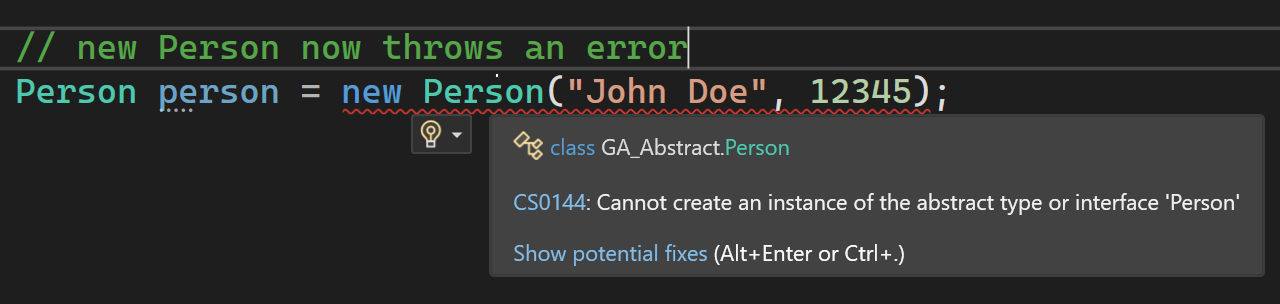 // new Person now throws an error
Person person = new Person("John Doe", 12345);
class GA_Abstract.Person
CS0144: Cannot create an instance of the abstract type or interface 'Person'
Show potential fixes (Alt+Enter or Ctrl+.)